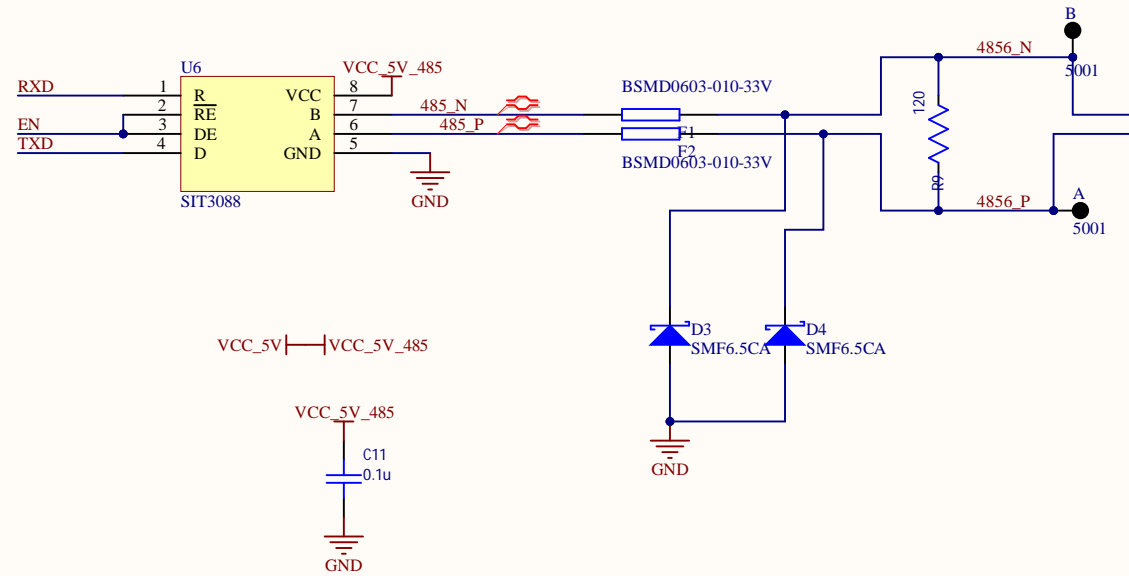 B
4856_N
5001
U6
VCC_5V_485
RXD
1
R
VCC
8
BSMD0603-010-33V
2
RE
B
7
485_N
EN
3
DE
A
6
485_P
F1
TXD
4
D
GND
5
F2
BSMD0603-010-33V
120
R9
SIT3088
GND
4856_P
A
5001
D3
SMF6.5CA
D4
SMF6.5CA
VCC_5V
VCC_5V_485
VCC_5V_485
C11
0.1u
GND
GND